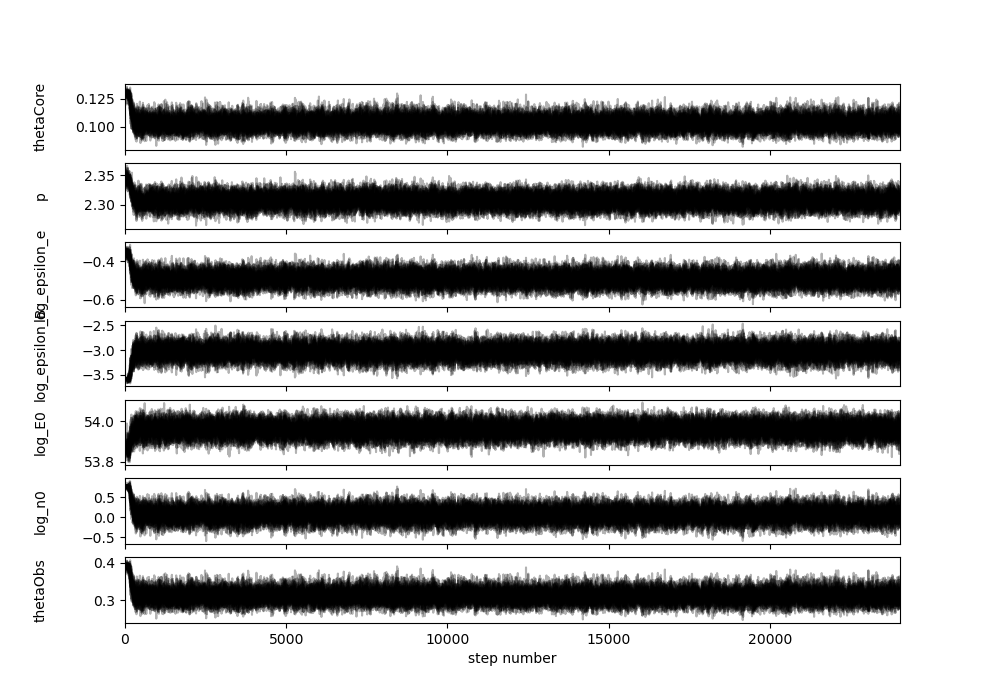 thetaCore
0.125
0.100
p
2.35
2.30
log_epsilon_e
−0.4
−0.6
log_epsilon_B
−2.5
−3.0
−3.5
log_E0
54.0
53.8
log_n0
0.5
0.0
−0.5
thetaObs
0.4
0.3
0 5000 10000 15000 20000
step number